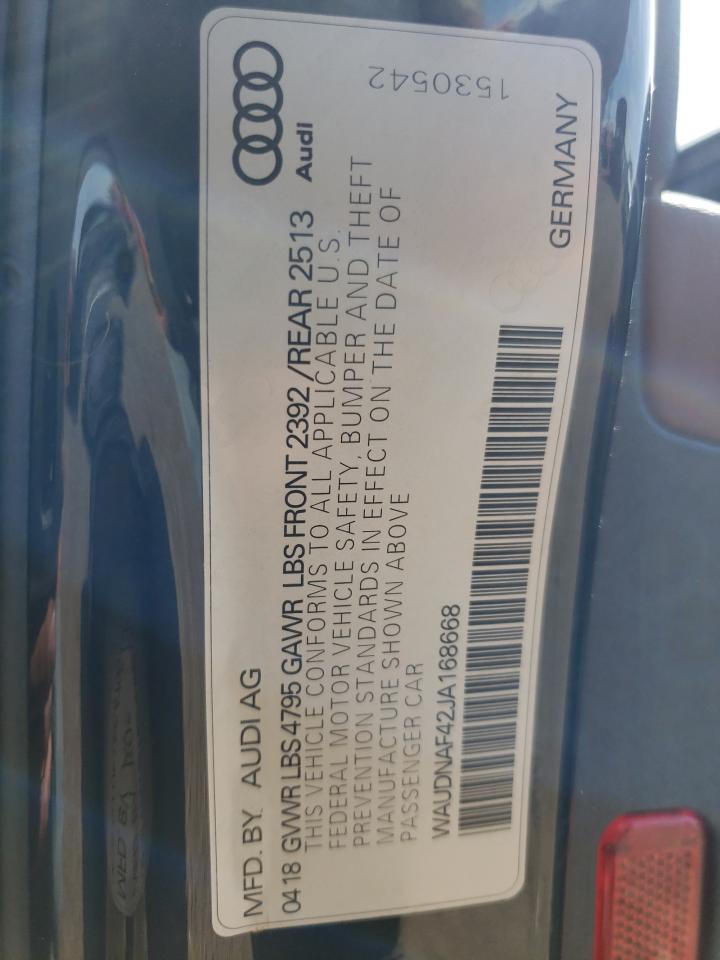 MFD. BY. AUDI AG
Audi
04 18 GVWR LBS 4795 GAWR LBS FRONT 2392 /REAR 2513
THIS VEHICLE CONFORMS TO ALL APPLICABLE U.S.
FEDERAL MOTOR VEHICLE SAFETY, BUMPER AND THEFT
PREVENTION STANDARDS IN EFFECT ON THE DATE OF
MANUFACTURE SHOWN ABOVE
PASSENGER CAR
1530542
WAUDNAF42JA168668
GERMANY